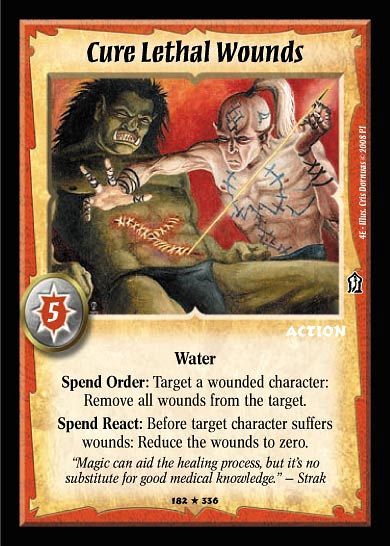 Cure Lethal Wounds
4E - Illus. Cris Dornaus © 2008 P1
5
ACTION
Water
Spend Order: Target a wounded character:
Remove all wounds from the target.
Spend React: Before target character suffers
wounds: Reduce the wounds to zero.
“Magic can aid the healing process, but it’s no
substitute for good medical knowledge.” – Strak
182 ★ 336